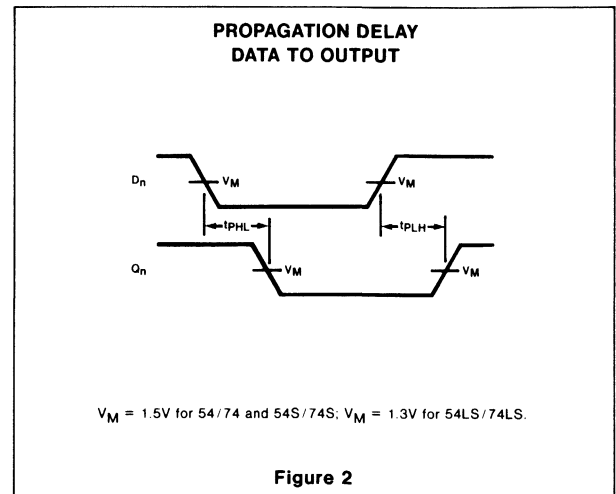 PROPAGATION DELAY
DATA TO OUTPUT
Dn
VM
VM
tPHL
tPLH
Qn
VM
VM
VM = 1.5V for 54/74 and 54S/74S; VM = 1.3V for 54LS/74LS.
Figure 2